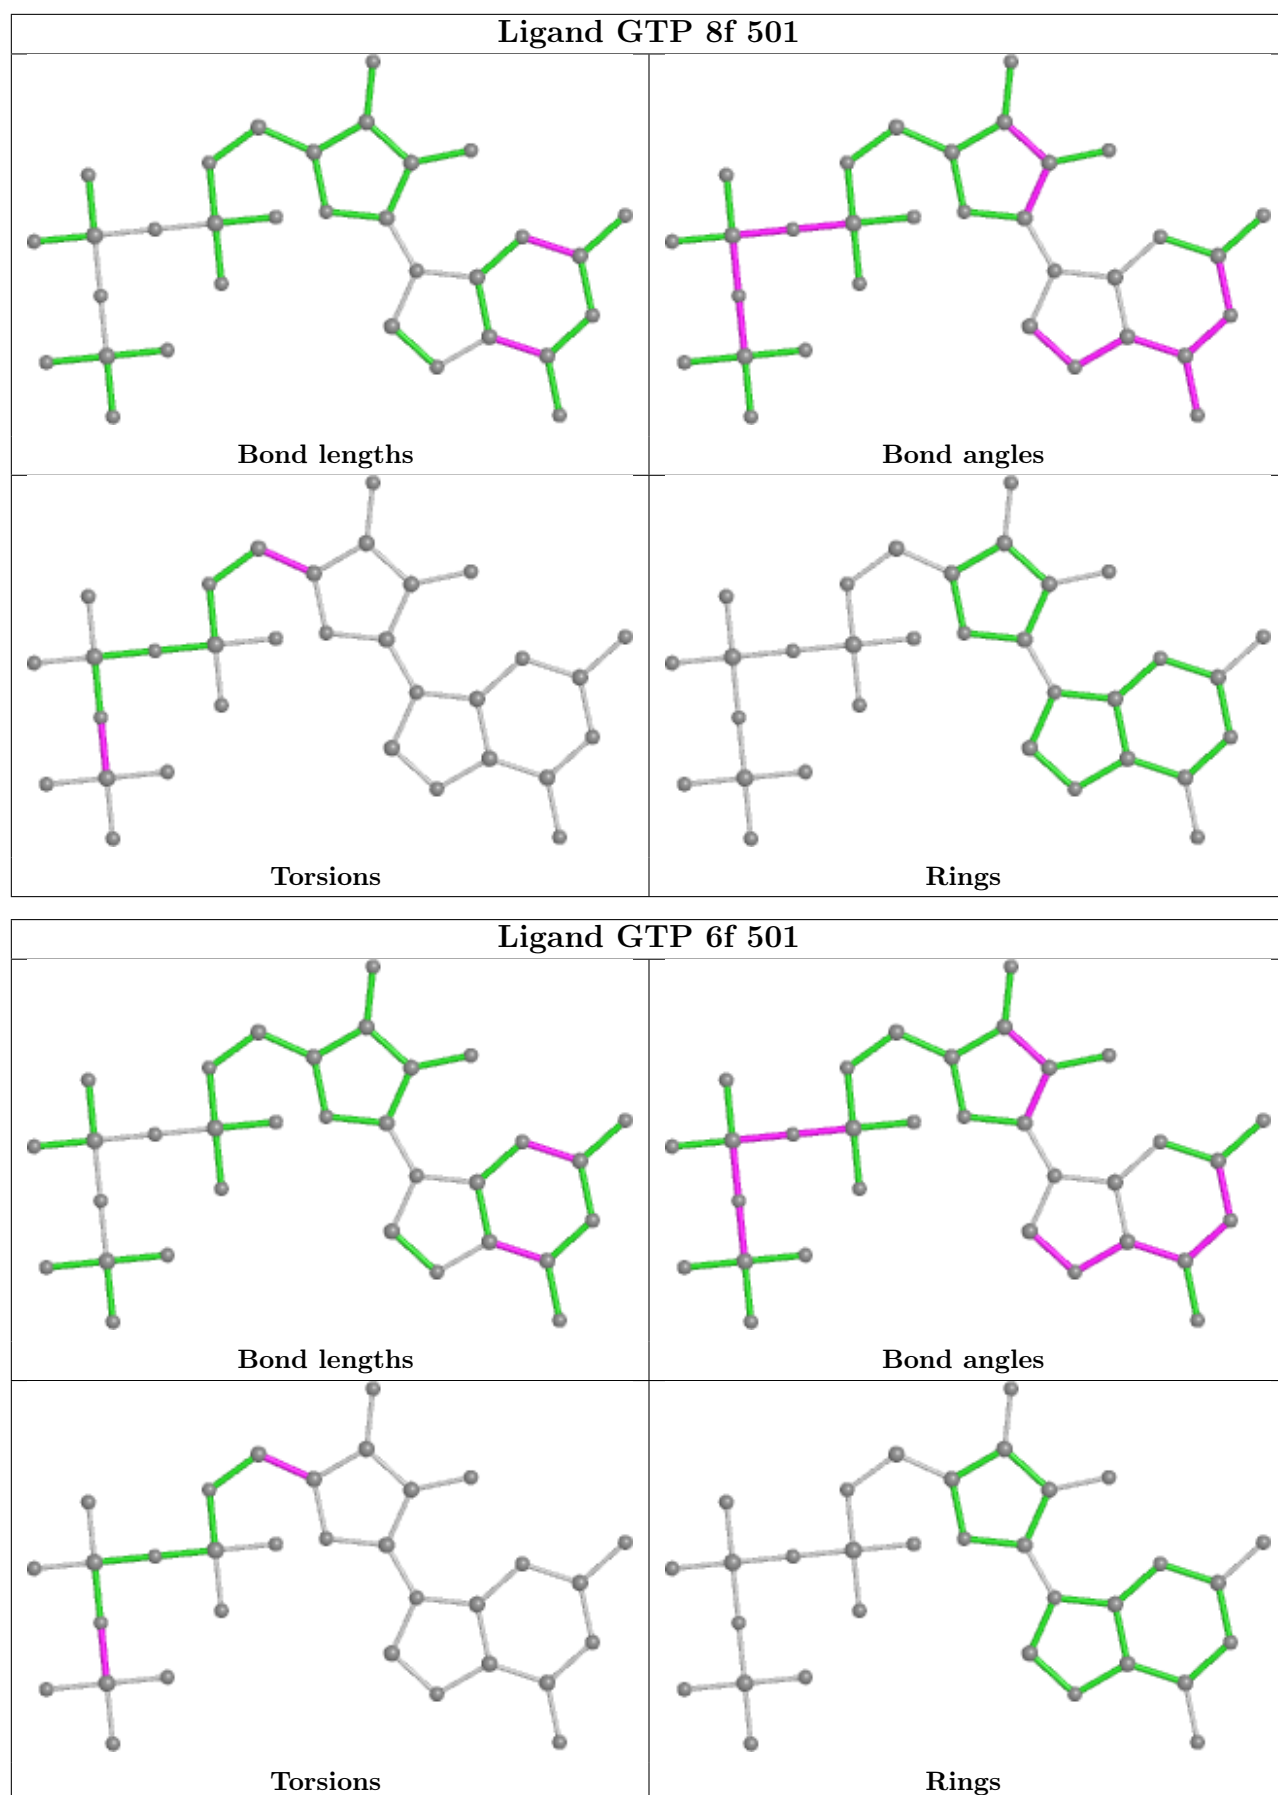 Ligand GTP 8f 501
Bond lengths
Bond angles
Torsions
Rings
Ligand GTP 6f 501
Bond lengths
Bond angles
Torsions
Rings